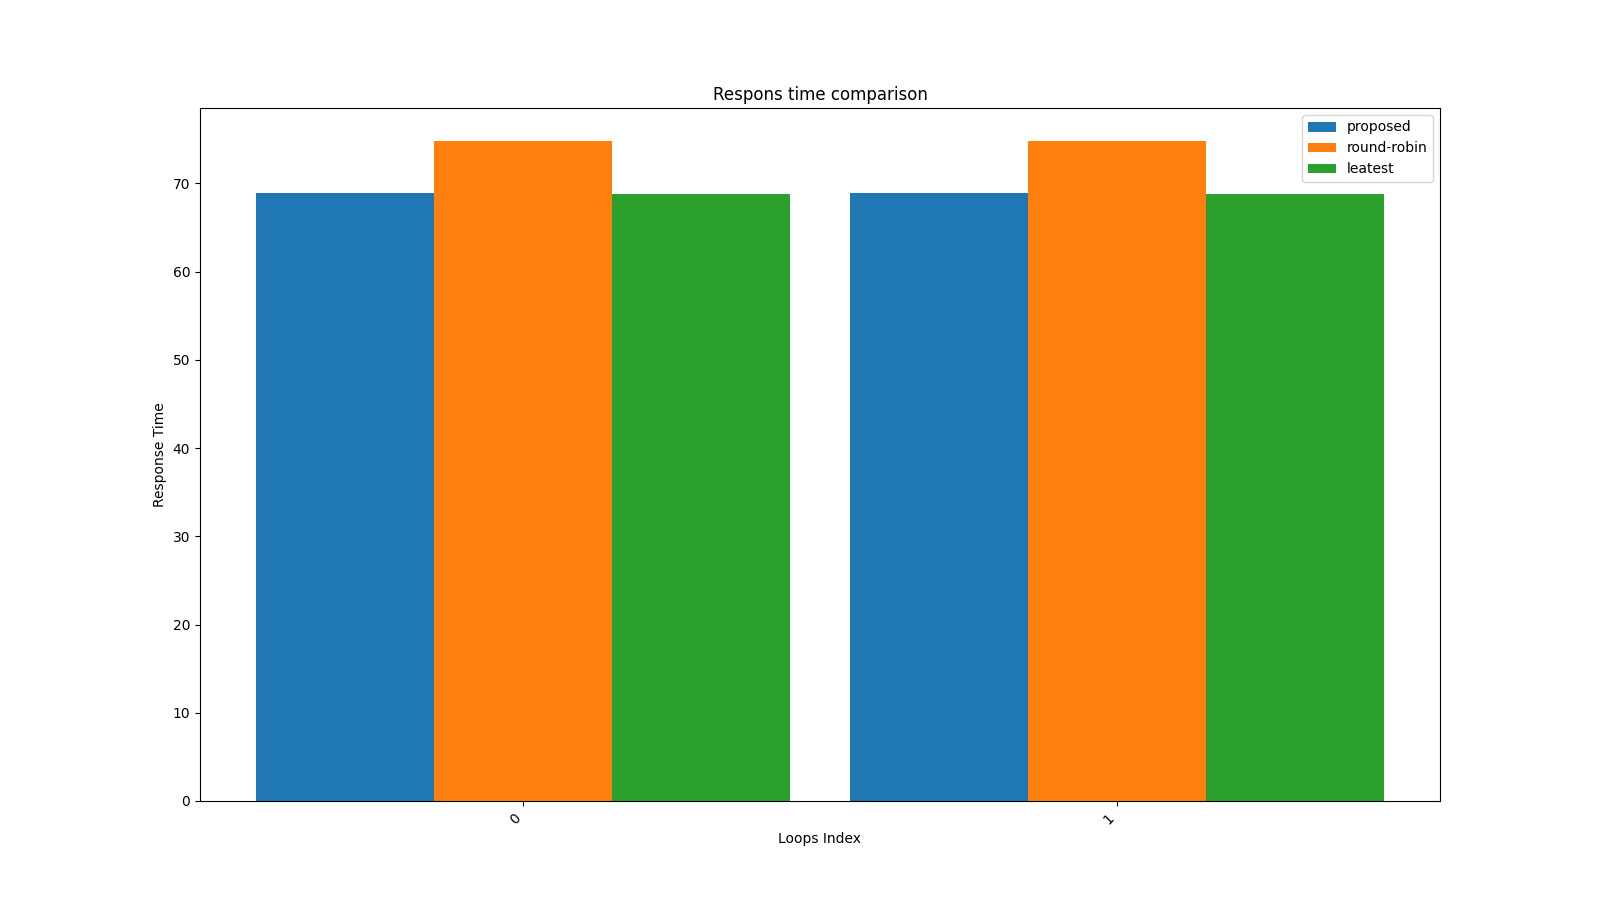 Respons time comparison
proposed
round-robin
leatest
70
60
50
40
30
20
10
0
Response Time
0
1
Loops Index